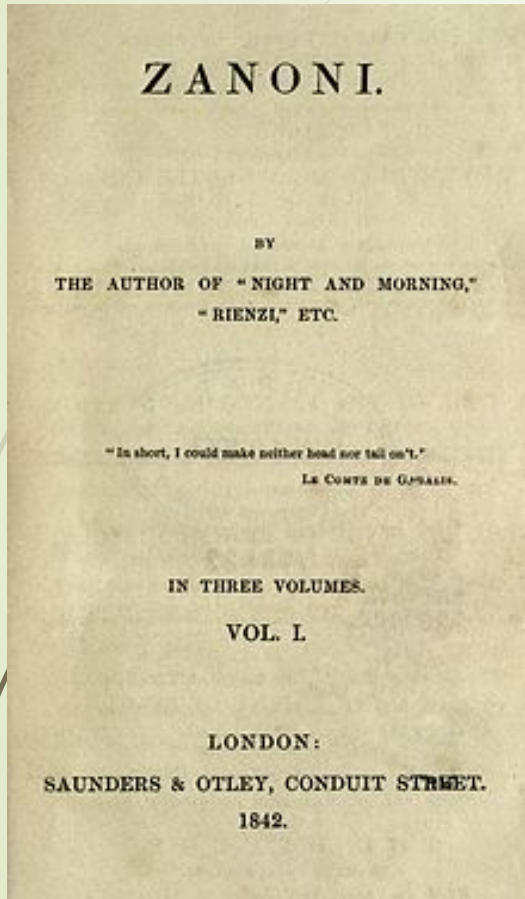 ZANONI.
BY
THE AUTHOR OF “NIGHT AND MORNING,”
“RIENZI,” ETC.
“In short, I could make neither head nor tail on't.”
LE COMTE DE GABALIS.
IN THREE VOLUMES.
VOL. I.
LONDON:
SAUNDERS & OTLEY, CONDUIT STREET.
1842.